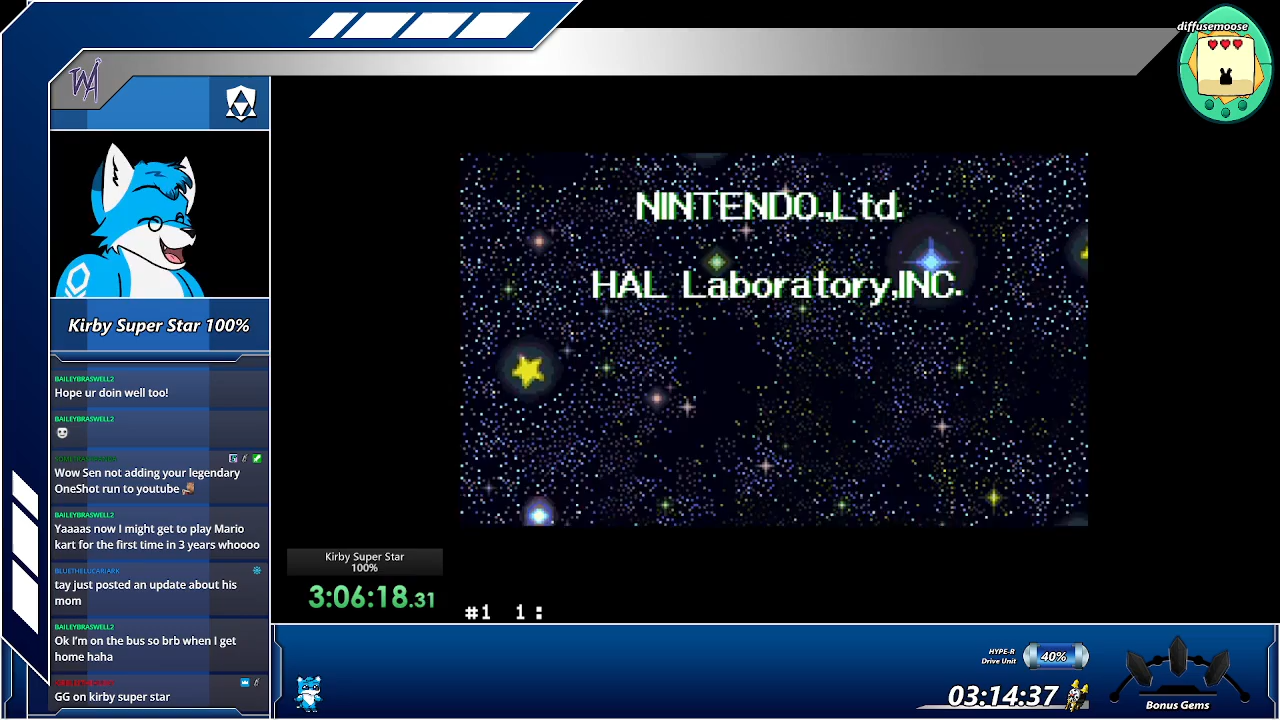 diffusemoose
NINTENDO.,Ltd.
HAL Laboratory,INC.
Kirby Super Star 100%
BAILEYBRASWELL2
Hope ur doin well too!
BAILEYBRASWELL2
Wow Sen not adding your legendary
OneShot run to youtube
BAILEYBRASWELL2
Yaaaas now I might get to play Mario
kart for the first time in 3 years whoooo
BLUETHELUCARIARK
tay just posted an update about his
mom
BAILEYBRASWELL2
Ok I'm on the bus so brb when I get
home haha
GG on kirby super star
Kirby Super Star
100%
3:06:18.31
#1 1:
HYPE-R
Drive Unit
40%
03:14:37
Bonus Gems